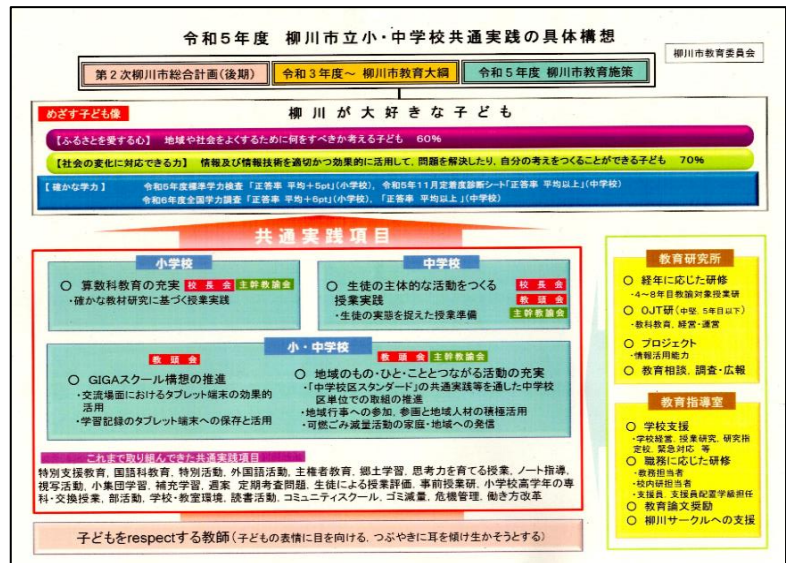 令和5年度 柳川市立小・中学校共通実践の具体構想
柳川市教育委員会
第2次柳川市総合計画(後期)
令和3年度～ 柳川市教育大綱
令和5年度 柳川市教育施策
めざす子ども像
柳川が大好きな子ども
【ふるさとを愛する心】 地域や社会をよくするために何をすべきか考える子ども 60%
【社会の変化に対応できる力】 情報及び情報技術を適切かつ効果的に活用して，問題を解決したり，自分の考えをつくることができる子ども 70%
【確かな学力】 令和5年度標準学力検査「正答率 平均＋5pt」(小学校)，令和5年11月定着度診断シート「正答率 平均以上」(中学校)
令和6年度全国学力調査「正答率 平均＋6pt」(小学校)，「正答率 平均以上」(中学校)
共通実践項目
小学校
○ 算数科教育の充実 校長会 主幹教諭会
・確かな教材研究に基づく授業実践
中学校
○ 生徒の主体的な活動をつくる 校長会
授業実践 教頭会
・生徒の実態を捉えた授業準備 主幹教諭会
小・中学校
教頭会
○ GIGAスクール構想の推進
・交流場面におけるタブレット端末の効果的
活用
・学習記録のタブレット端末への保存と活用
教頭会 主幹教諭会
○ 地域のもの・ひと・こととつながる活動の充実
・「中学校区スタンダード」の共通実践等を通した中学校
区単位での取組の推進
・地域行事への参加，参画と地域人材の積極活用
・可燃ごみ減量活動の家庭・地域への発信
これまで取り組んできた共通実践項目
特別支援教育，国語科教育，特別活動，外国語活動，主権者教育，郷土学習，思考力を育てる授業，ノート指導，
視写活動，小集団学習，補充学習，週案 定期考査問題，生徒による授業評価，事前授業研，小学校高学年の専
科・交換授業，部活動，学校・教室環境，読書活動，コミュニティスクール，ゴミ減量，危機管理，働き方改革
子どもをrespectする教師(子どもの表情に目を向ける，つぶやきに耳を傾け生かそうとする)
教育研究所
○ 経年に応じた研修
・4～8年目教諭対象授業研
○ OJT研(中堅，5年目以下)
・教科教育，経営・運営
○ プロジェクト
・情報活用能力
○ 教育相談，調査・広報
教育指導室
○ 学校支援
・学校経営，授業研究，研究指
定校，緊急対応 等
○ 職務に応じた研修
・教務担当者
・校内研担当者
・支援員，支援員配置学級担任
○ 教育論文奨励
○ 柳川サークルへの支援